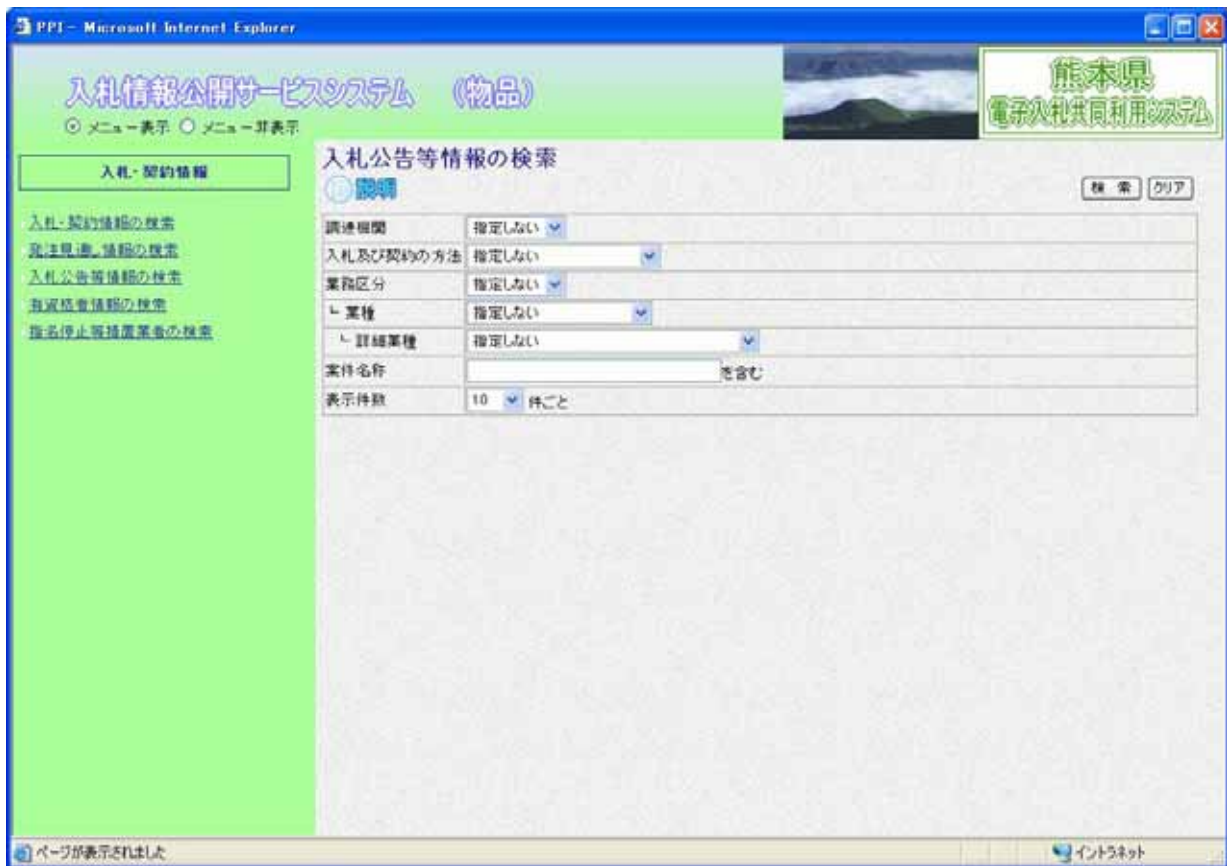 PPI - Microsoft Internet Explorer
入札情報公開サービスシステム (物品)
メニュー表示 メニュー非表示
熊本県
電子入札共同利用システム
入札・契約情報
入札・契約情報の検索
発注見通し情報の検索
入札公告等情報の検索
有資格者情報の検索
指名停止等措置業者の検索
入札公告等情報の検索
説明
検 索 クリア
調達機関 指定しない
入札及び契約の方法 指定しない
業務区分 指定しない
┗ 業種 指定しない
┗ 詳細業種 指定しない
案件名称 を含む
表示件数 10 件ごと
ページが表示されました イントラネット